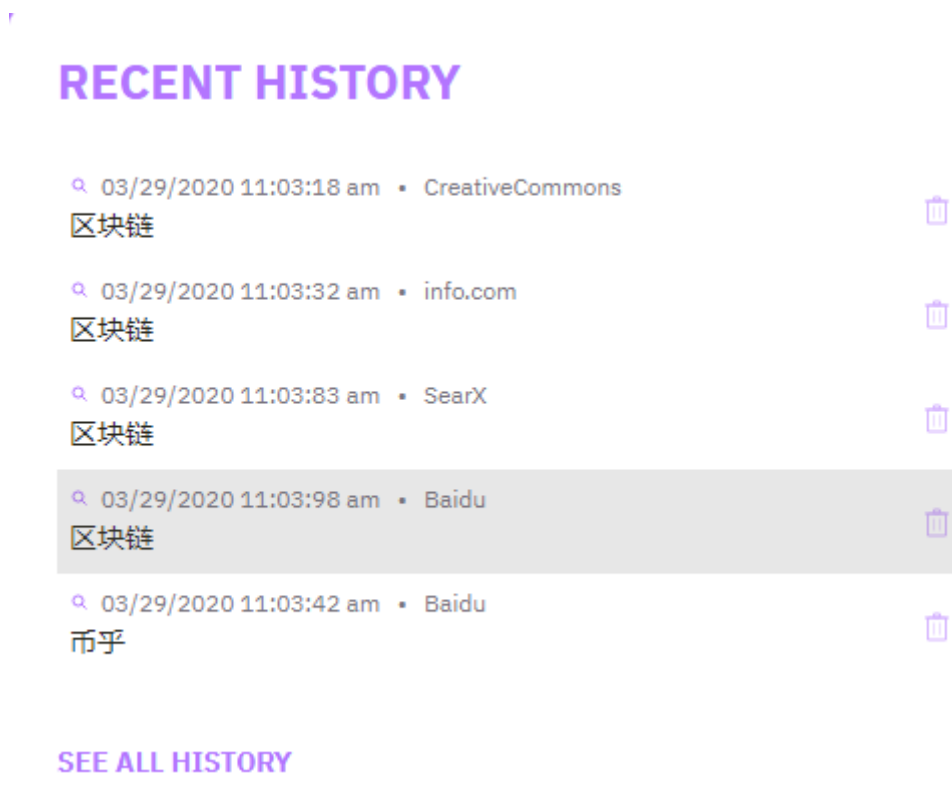 RECENT HISTORY
03/29/2020 11:03:18 am • CreativeCommons
区块链
03/29/2020 11:03:32 am • info.com
区块链
03/29/2020 11:03:83 am • SearX
区块链
03/29/2020 11:03:98 am • Baidu
区块链
03/29/2020 11:03:42 am • Baidu
币乎
SEE ALL HISTORY